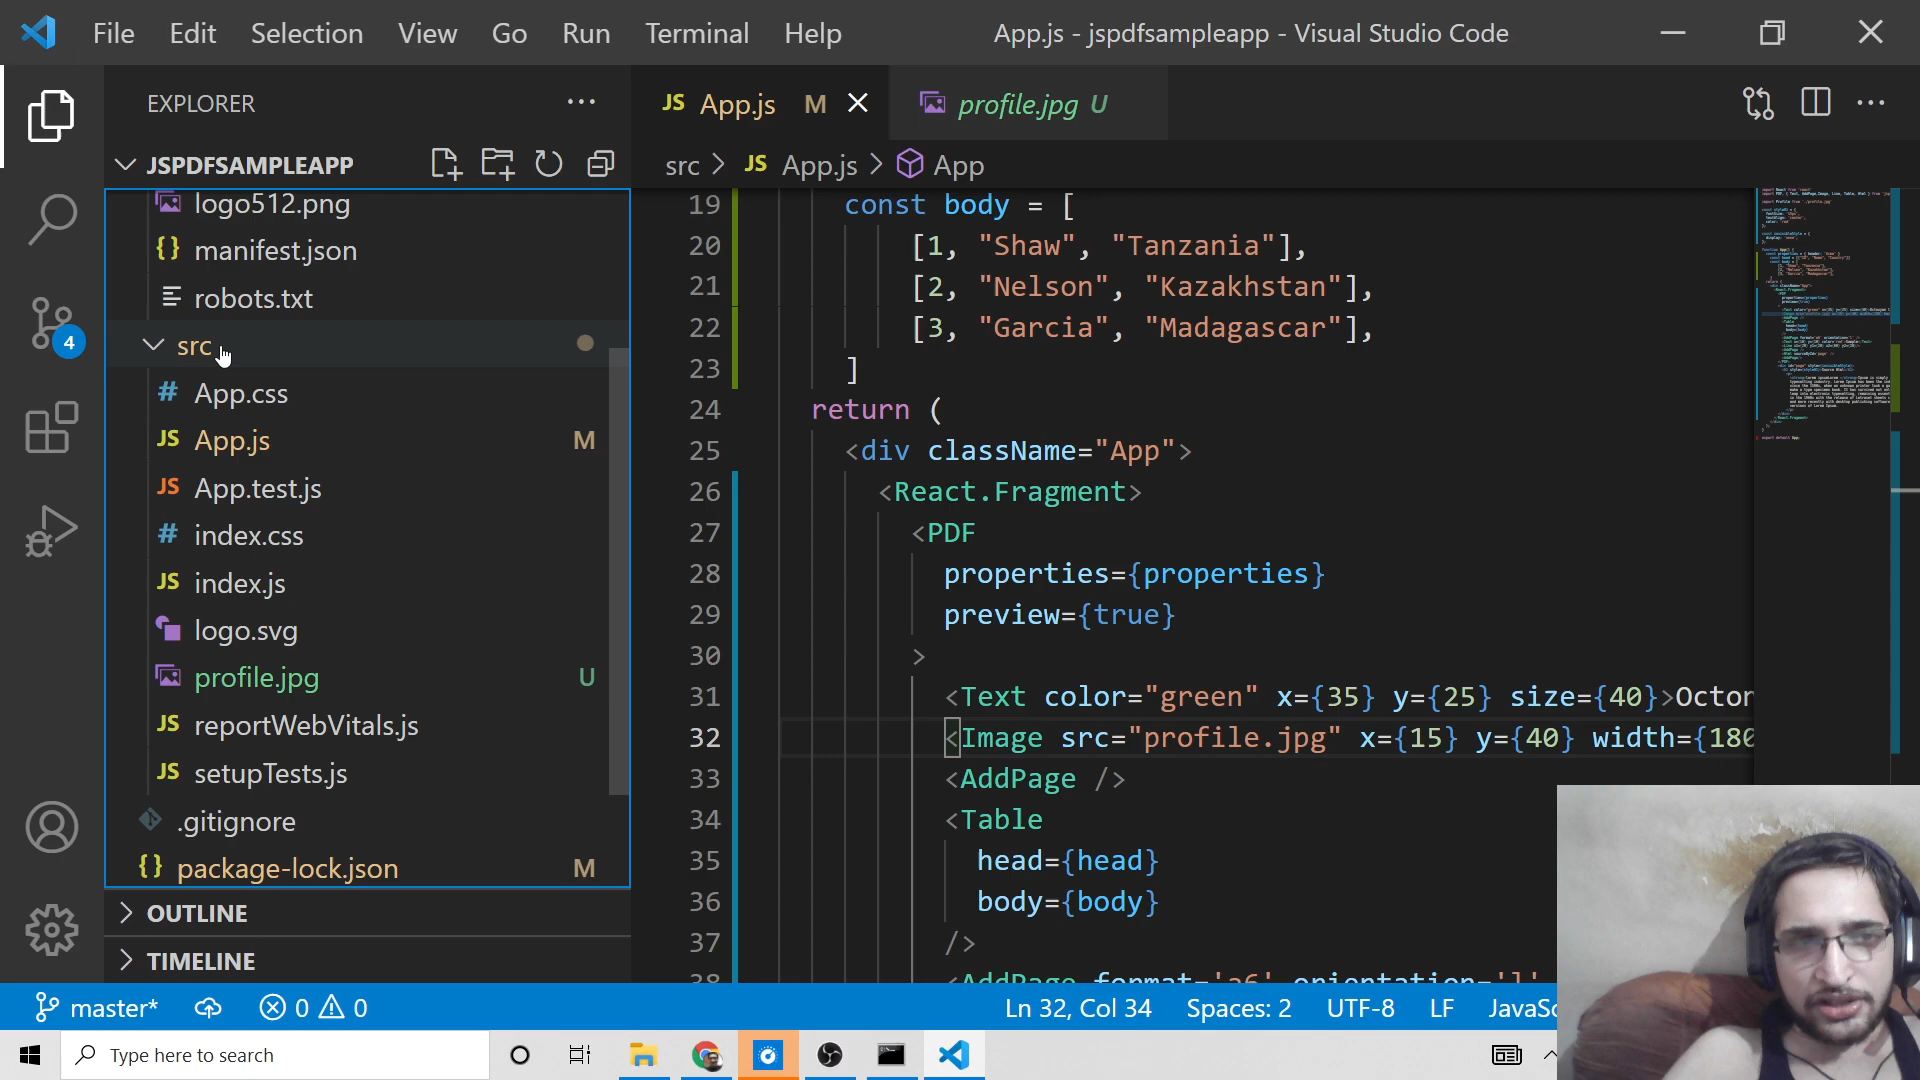 File Edit Selection View Go Run Terminal Help
App.js - jspdfsampleapp - Visual Studio Code
EXPLORER
JSPDFSAMPLEAPP
logo512.png
{} manifest.json
robots.txt
src
# App.css
JS App.js M
JS App.test.js
# index.css
JS index.js
logo.svg
profile.jpg U
JS reportWebVitals.js
JS setupTests.js
.gitignore
{} package-lock.json M
OUTLINE
TIMELINE
4
JS App.js M
profile.jpg U
src > JS App.js > App
19 const body = [
20 [1, "Shaw", "Tanzania"],
21 [2, "Nelson", "Kazakhstan"],
22 [3, "Garcia", "Madagascar"],
23 ]
24 return (
25 <div className="App">
26 <React.Fragment>
27 <PDF
28 properties={properties}
29 preview={true}
30 >
31 <Text color="green" x={35} y={25} size={40}>Octon
32 <Image src="profile.jpg" x={15} y={40} width={180
33 <AddPage />
34 <Table
35 head={head}
36 body={body}
37 />
38 <AddPage format='a6' orientation='l'
master* 0 0 Ln 32, Col 34 Spaces: 2 UTF-8 LF JavaSc
Type here to search